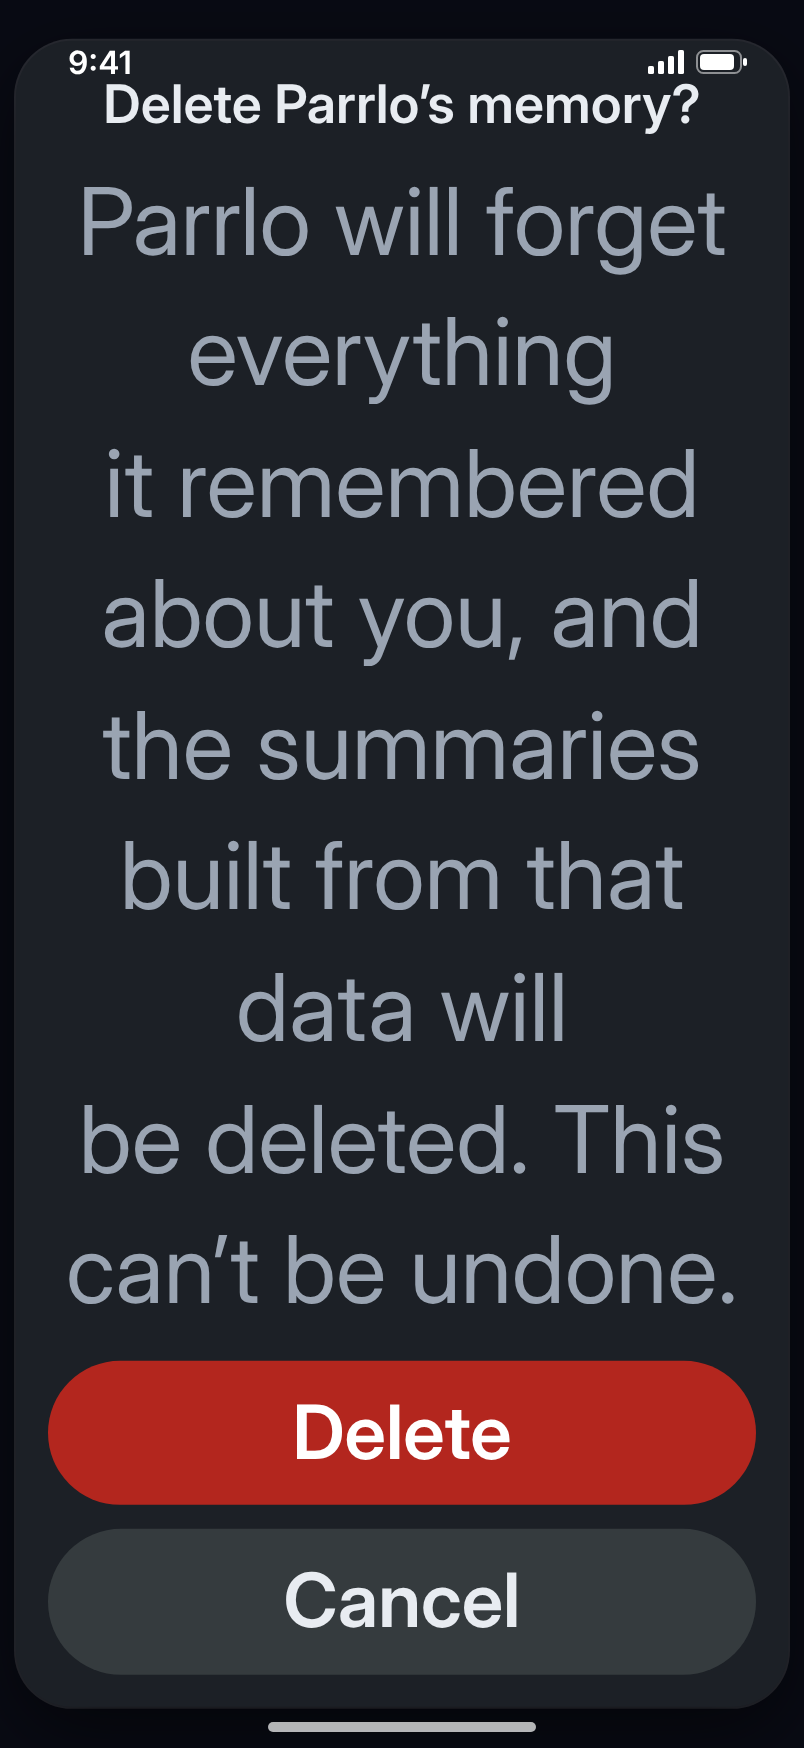 9:41
Delete Parrlo’s memory?
Parrlo will forget
everything
it remembered
about you, and
the summaries
built from that
data will
be deleted. This
can’t be undone.
Delete
Cancel